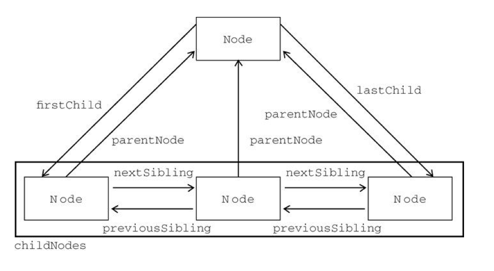 Node
firstChild
lastChild
parentNode
parentNode
parentNode
nextSibling
nextSibling
Node
Node
Node
previousSibling
previousSibling
childNodes